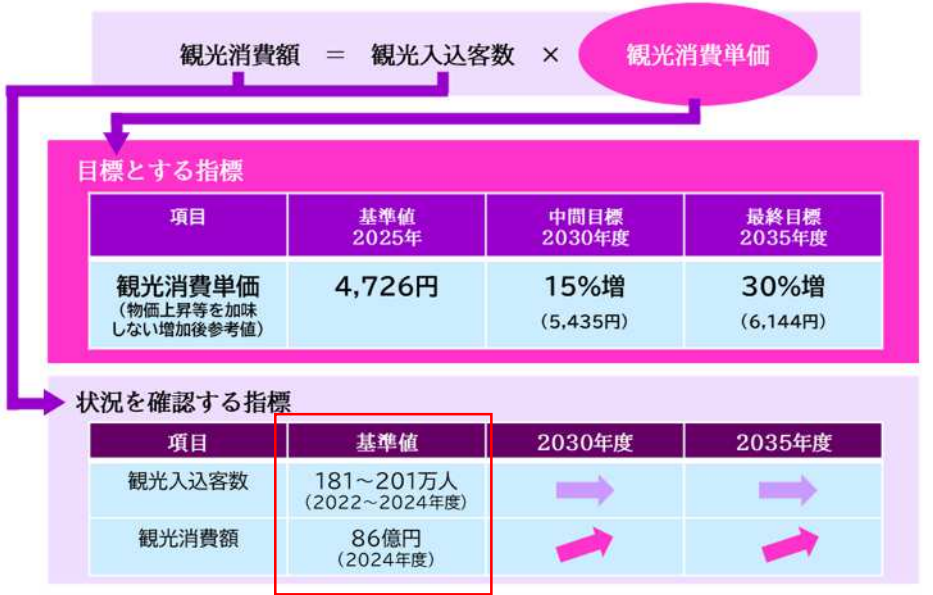 観光消費額 ＝ 観光入込客数 × 観光消費単価
目標とする指標
項目 基準値 中間目標 最終目標
2025年 2030年度 2035年度
観光消費単価 4,726円 15%増 30%増
（物価上昇等を加味 （5,435円） （6,144円）
しない増加後参考値）
状況を確認する指標
項目 基準値 2030年度 2035年度
観光入込客数 181～201万人
（2022～2024年度）
観光消費額 86億円
（2024年度）